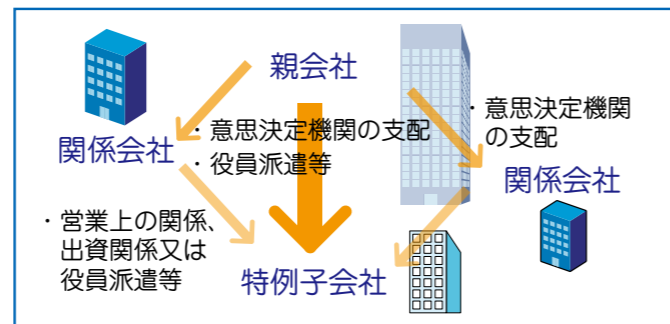 親会社
関係会社
・意思決定機関の支配
・役員派遣等
・意思決定機関
の支配
関係会社
・営業上の関係、
出資関係又は
役員派遣等
特例子会社